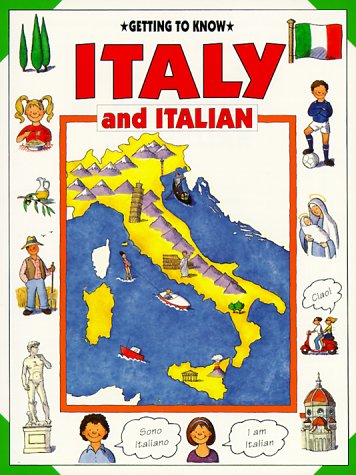 ★GETTING TO KNOW★
ITALY
and ITALIAN
Ciao!
Sono
Italiano
I am
Italian